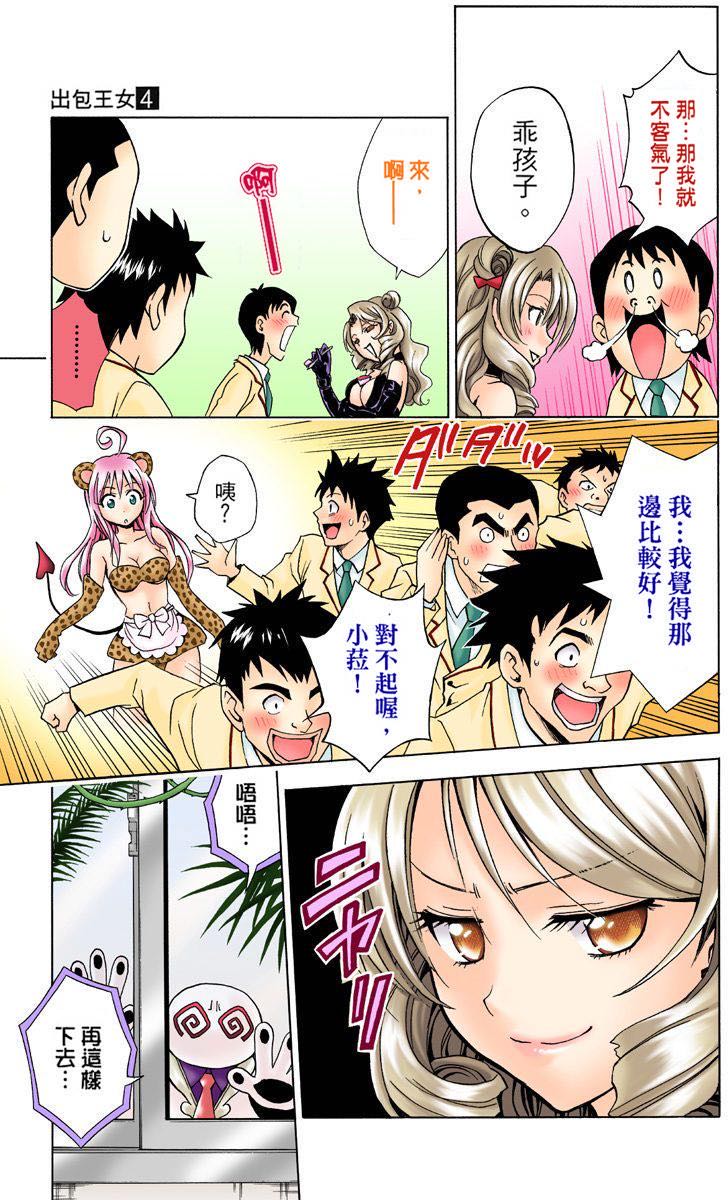 出包王女4
那…那我就
不客氣了!
乖孩子。
來,
啊——
啊——
………
ダダダッ
我…我覺得那
邊比較好!
咦?
對不起喔,
小菈!
ニヤリ
唔唔…
再這樣
下去…